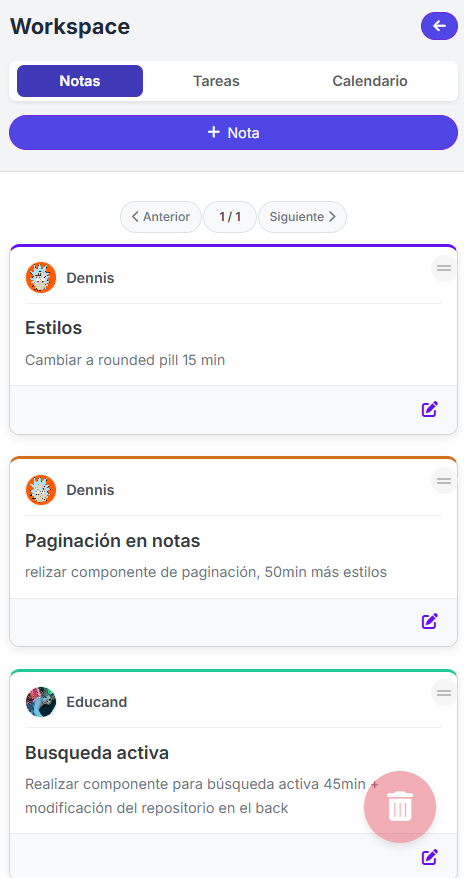 Workspace
Notas Tareas Calendario
+ Nota
Anterior 1 / 1 Siguiente
Dennis
Estilos
Cambiar a rounded pill 15 min
Dennis
Paginación en notas
relizar componente de paginación, 50min más estilos
Educand
Busqueda activa
Realizar componente para búsqueda activa 45min +
modificación del repositorio en el back